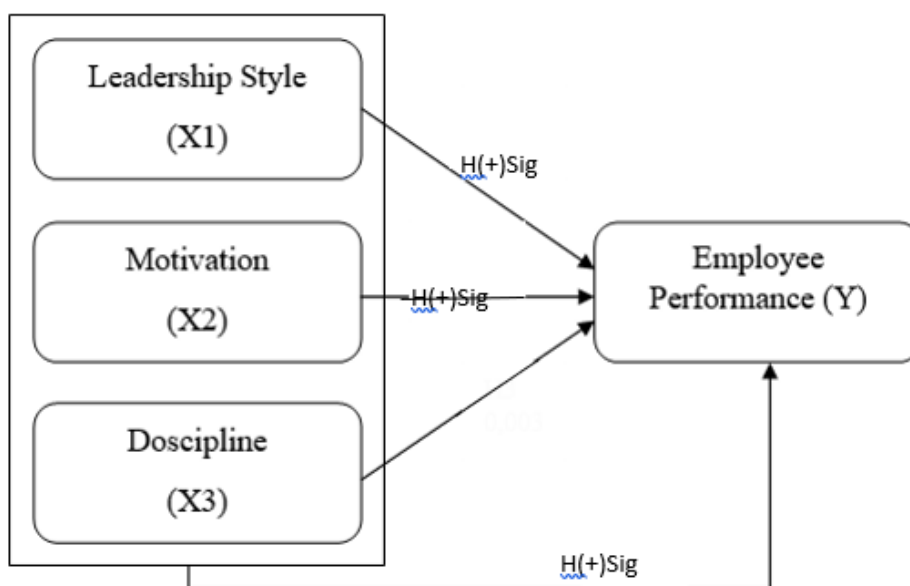 Leadership Style
(X1)
H(+)Sig
Motivation
(X2)
H(+)Sig
Employee
Performance (Y)
Doscipline
(X3)
H(+)Sig